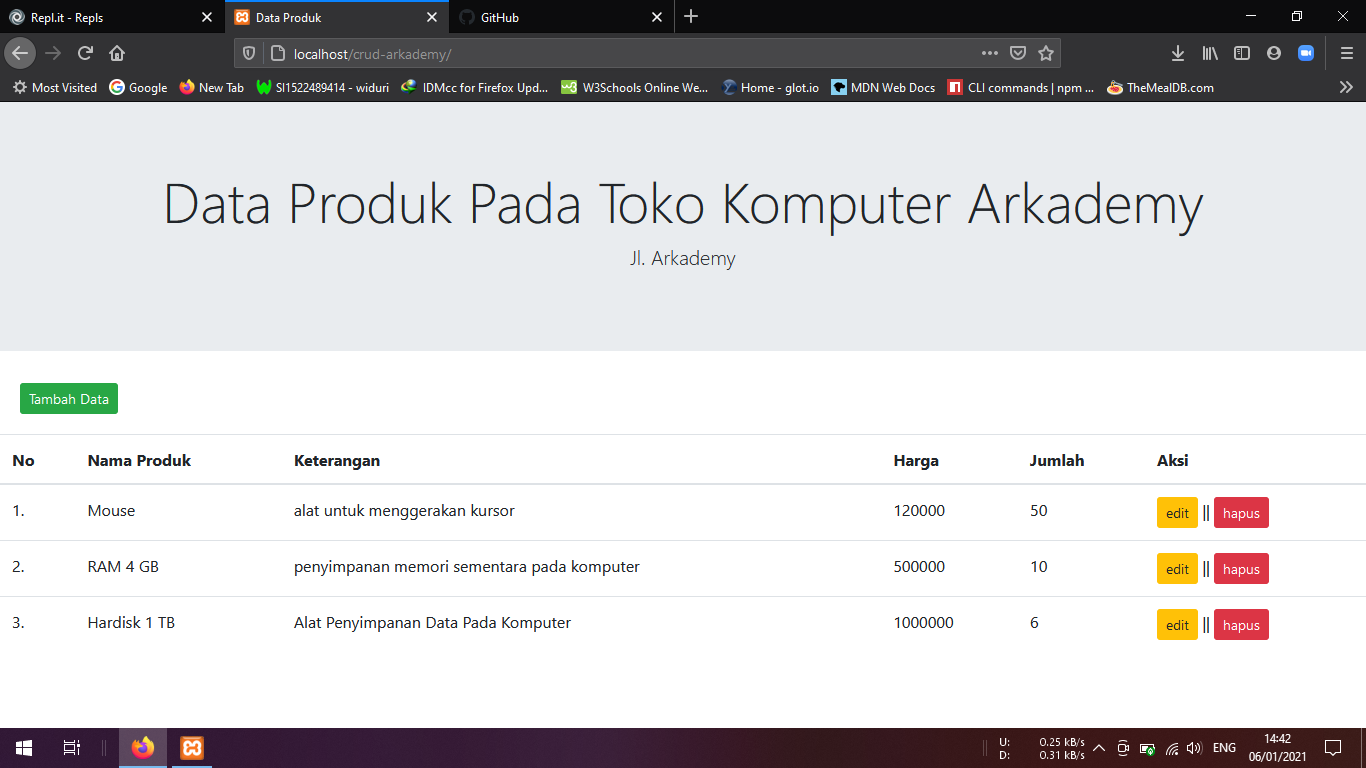 Repl.it - Repls
Data Produk
GitHub
localhost/crud-arkademy/
Most Visited
Google
New Tab
SI1522489414 - widuri
IDMcc for Firefox Upd...
W3Schools Online We...
Home - glot.io
MDN Web Docs
CLI commands | npm ...
TheMealDB.com
Data Produk Pada Toko Komputer Arkademy
Jl. Arkademy
Tambah Data
No Nama Produk Keterangan Harga Jumlah Aksi
1. Mouse alat untuk menggerakan kursor 120000 50 edit || hapus
2. RAM 4 GB penyimpanan memori sementara pada komputer 500000 10 edit || hapus
3. Hardisk 1 TB Alat Penyimpanan Data Pada Komputer 1000000 6 edit || hapus
U: 0.25 kB/s
D: 0.31 kB/s
ENG
14:42
06/01/2021